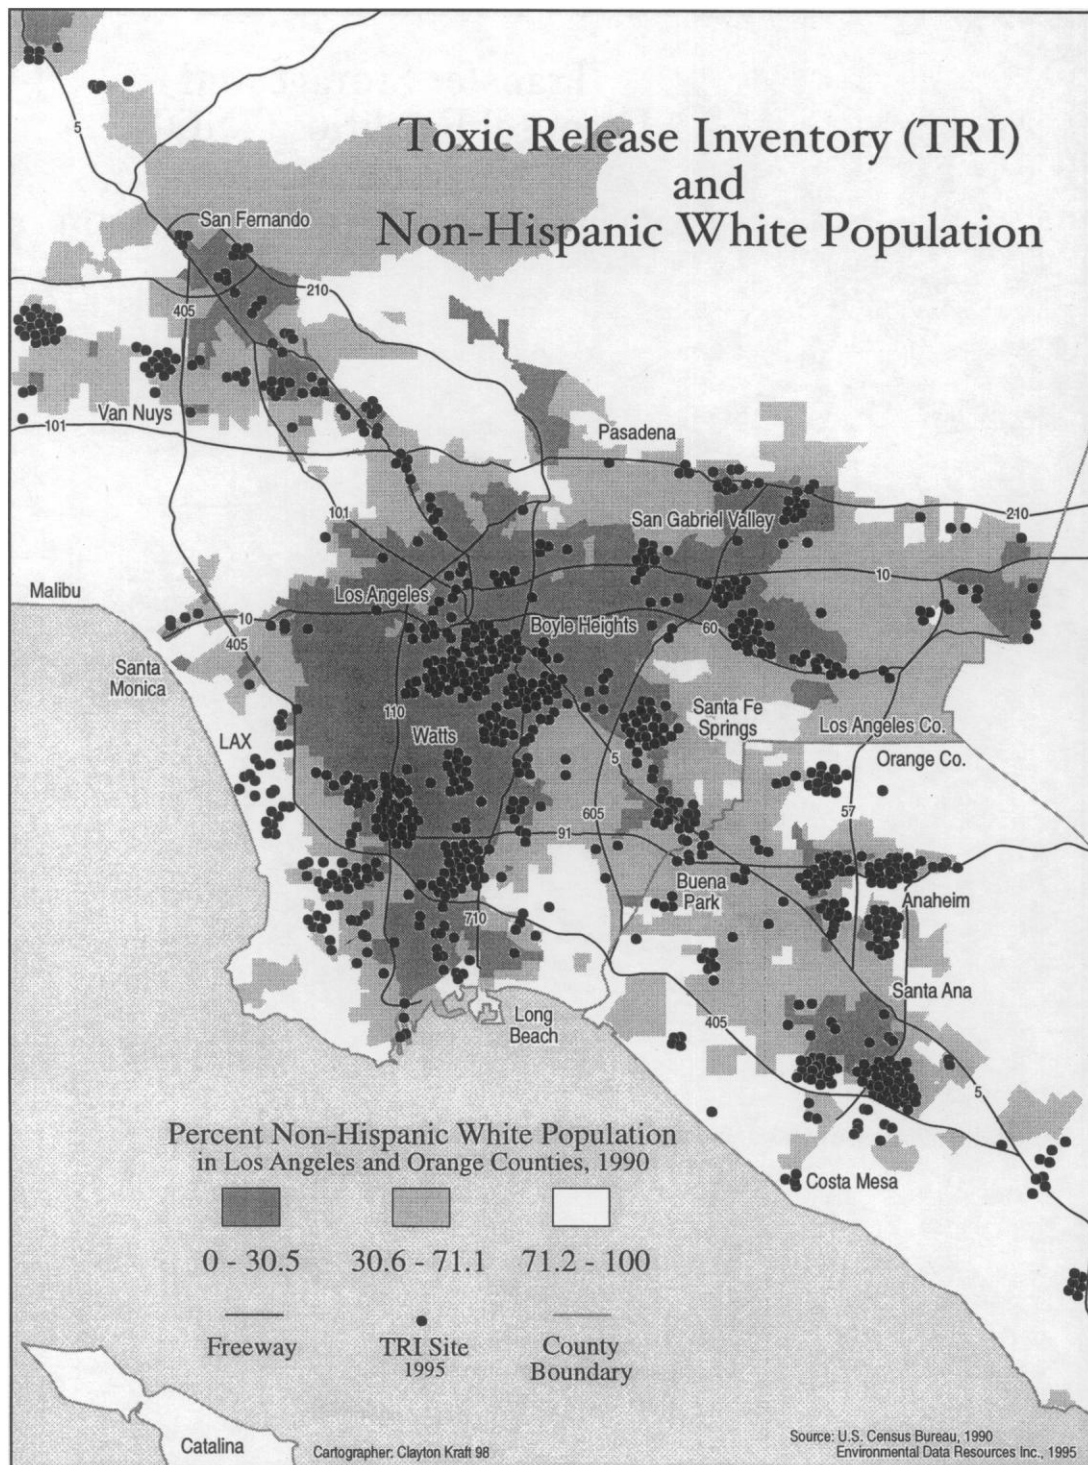 Toxic Release Inventory (TRI)
and
Non-Hispanic White Population
5
San Fernando
210
405
Van Nuys
101
Pasadena
101
San Gabriel Valley
210
Malibu
Los Angeles
10
10
Boyle Heights
60
405
Santa
Monica
110
Santa Fe
Springs
Los Angeles Co.
LAX
Watts
5
Orange Co.
605
57
91
Buena
Park
Anaheim
710
Santa Ana
Long
Beach
405
5
Costa Mesa
Percent Non-Hispanic White Population
in Los Angeles and Orange Counties, 1990
0 - 30.5 30.6 - 71.1 71.2 - 100
Freeway
TRI Site
1995
County
Boundary
Catalina
Cartographer: Clayton Kraft 98
Source: U.S. Census Bureau, 1990
Environmental Data Resources Inc., 1995